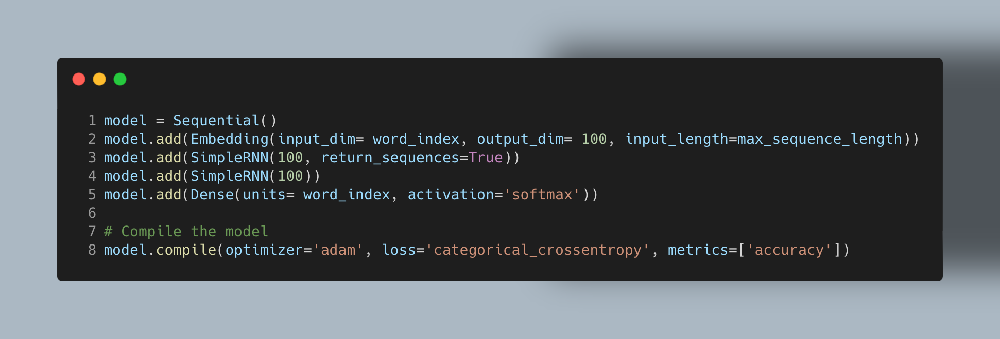 1 model = Sequential()
2 model.add(Embedding(input_dim= word_index, output_dim= 100, input_length=max_sequence_length))
3 model.add(SimpleRNN(100, return_sequences=True))
4 model.add(SimpleRNN(100))
5 model.add(Dense(units= word_index, activation='softmax'))
6
7 # Compile the model
8 model.compile(optimizer='adam', loss='categorical_crossentropy', metrics=['accuracy'])